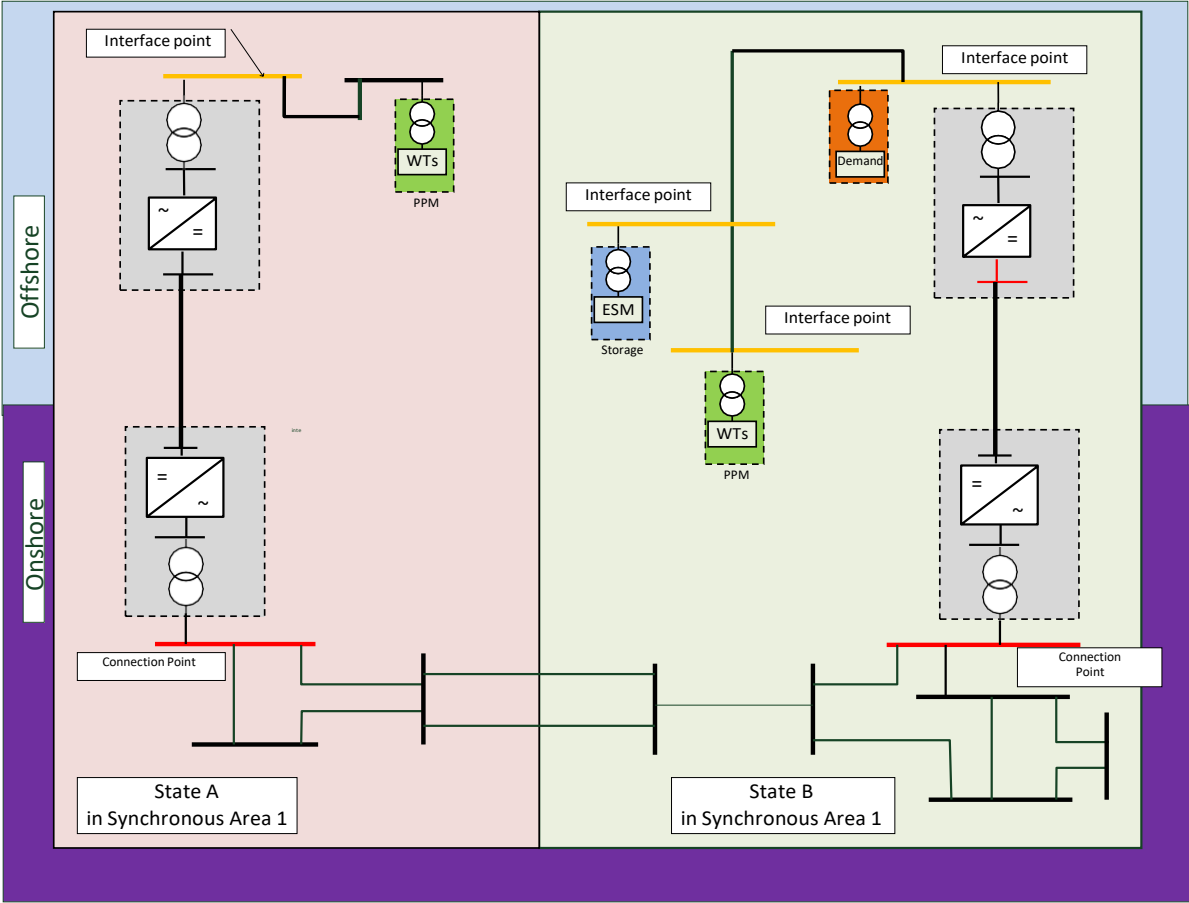 Interface point
Interface point
WTs
PPM
Demand
~
=
~
=
Interface point
Offshore
ESM
Storage
Interface point
WTs
PPM
=
~
=
~
Onshore
Connection Point
Connection
Point
State A
in Synchronous Area 1
State B
in Synchronous Area 1